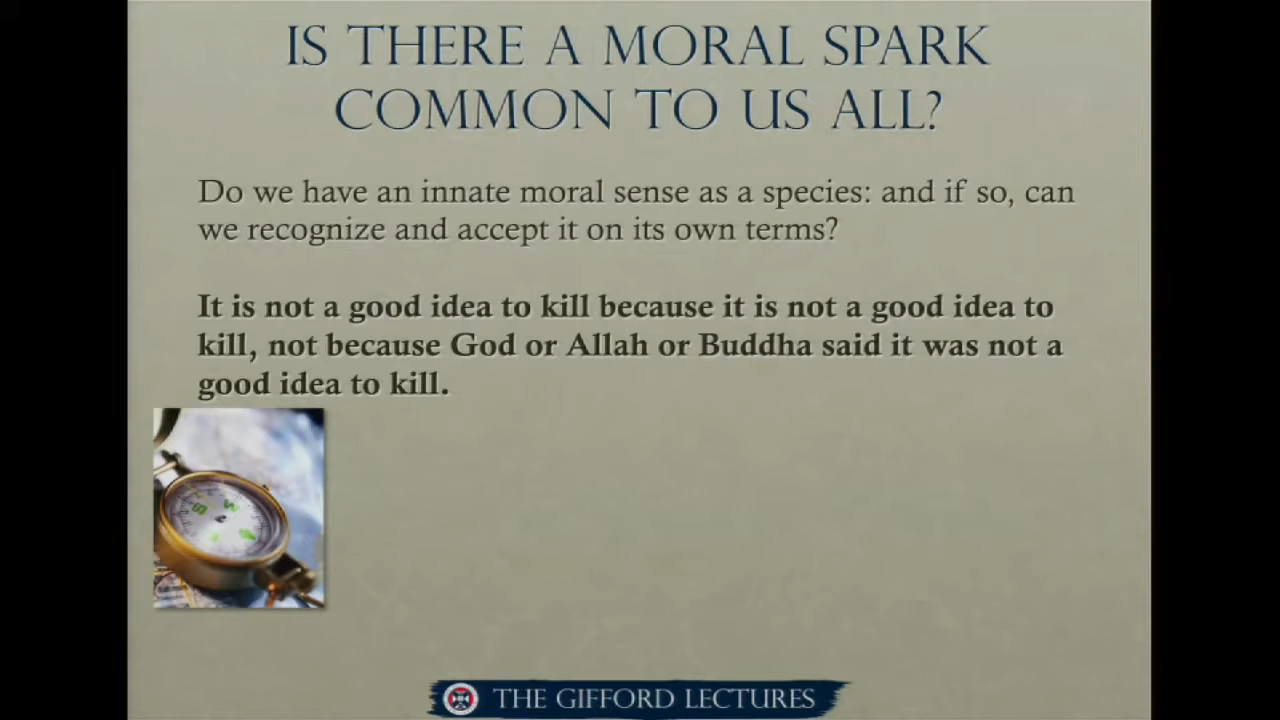 IS THERE A MORAL SPARK
COMMON TO US ALL?
Do we have an innate moral sense as a species: and if so, can
we recognize and accept it on its own terms?
It is not a good idea to kill because it is not a good idea to
kill, not because God or Allah or Buddha said it was not a
good idea to kill.
THE GIFFORD LECTURES